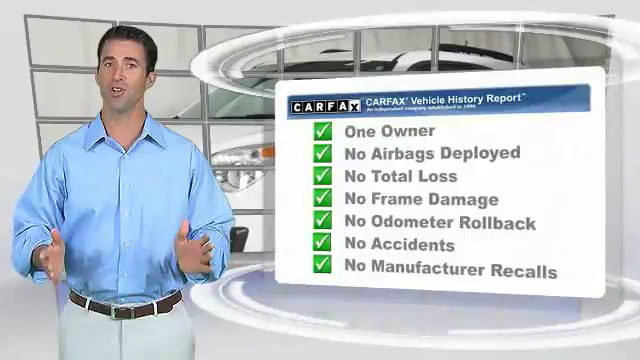 CARFAX CARFAX® Vehicle History Report™
An independent company established in 1986
One Owner
No Airbags Deployed
No Total Loss
No Frame Damage
No Odometer Rollback
No Accidents
No Manufacturer Recalls